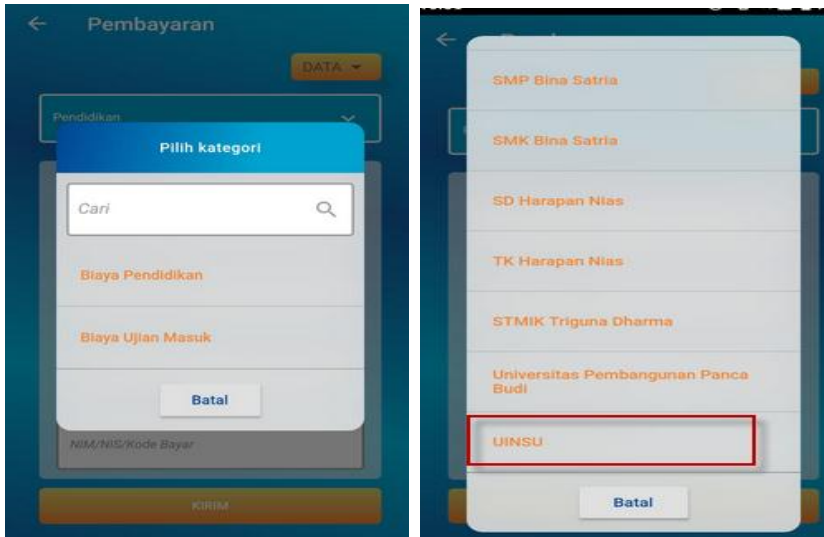 Pembayaran
DATA
Pendidikan
Pilih kategori
Cari
Biaya Pendidikan
Biaya Ujian Masuk
Batal
NIM/NIS/Kode Bayar
KIRIM
SMP Bina Satria
SMK Bina Satria
SD Harapan Nias
TK Harapan Nias
STMIK Triguna Dharma
Universitas Pembangunan Panca
Budi
UINSU
Batal